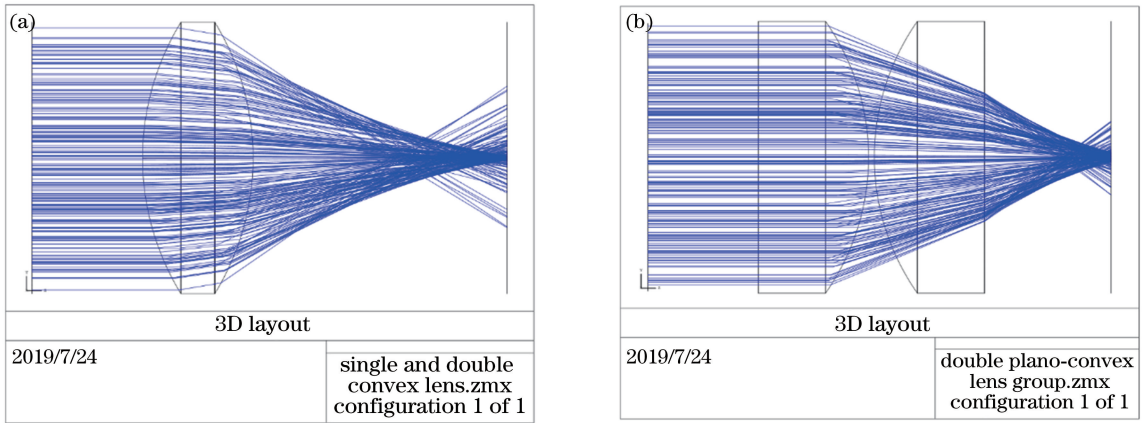 (a)
3D layout
2019/7/24
single and double
convex lens.zmx
configuration 1 of 1
(b)
3D layout
2019/7/24
double plano-convex
lens group.zmx
configuration 1 of 1